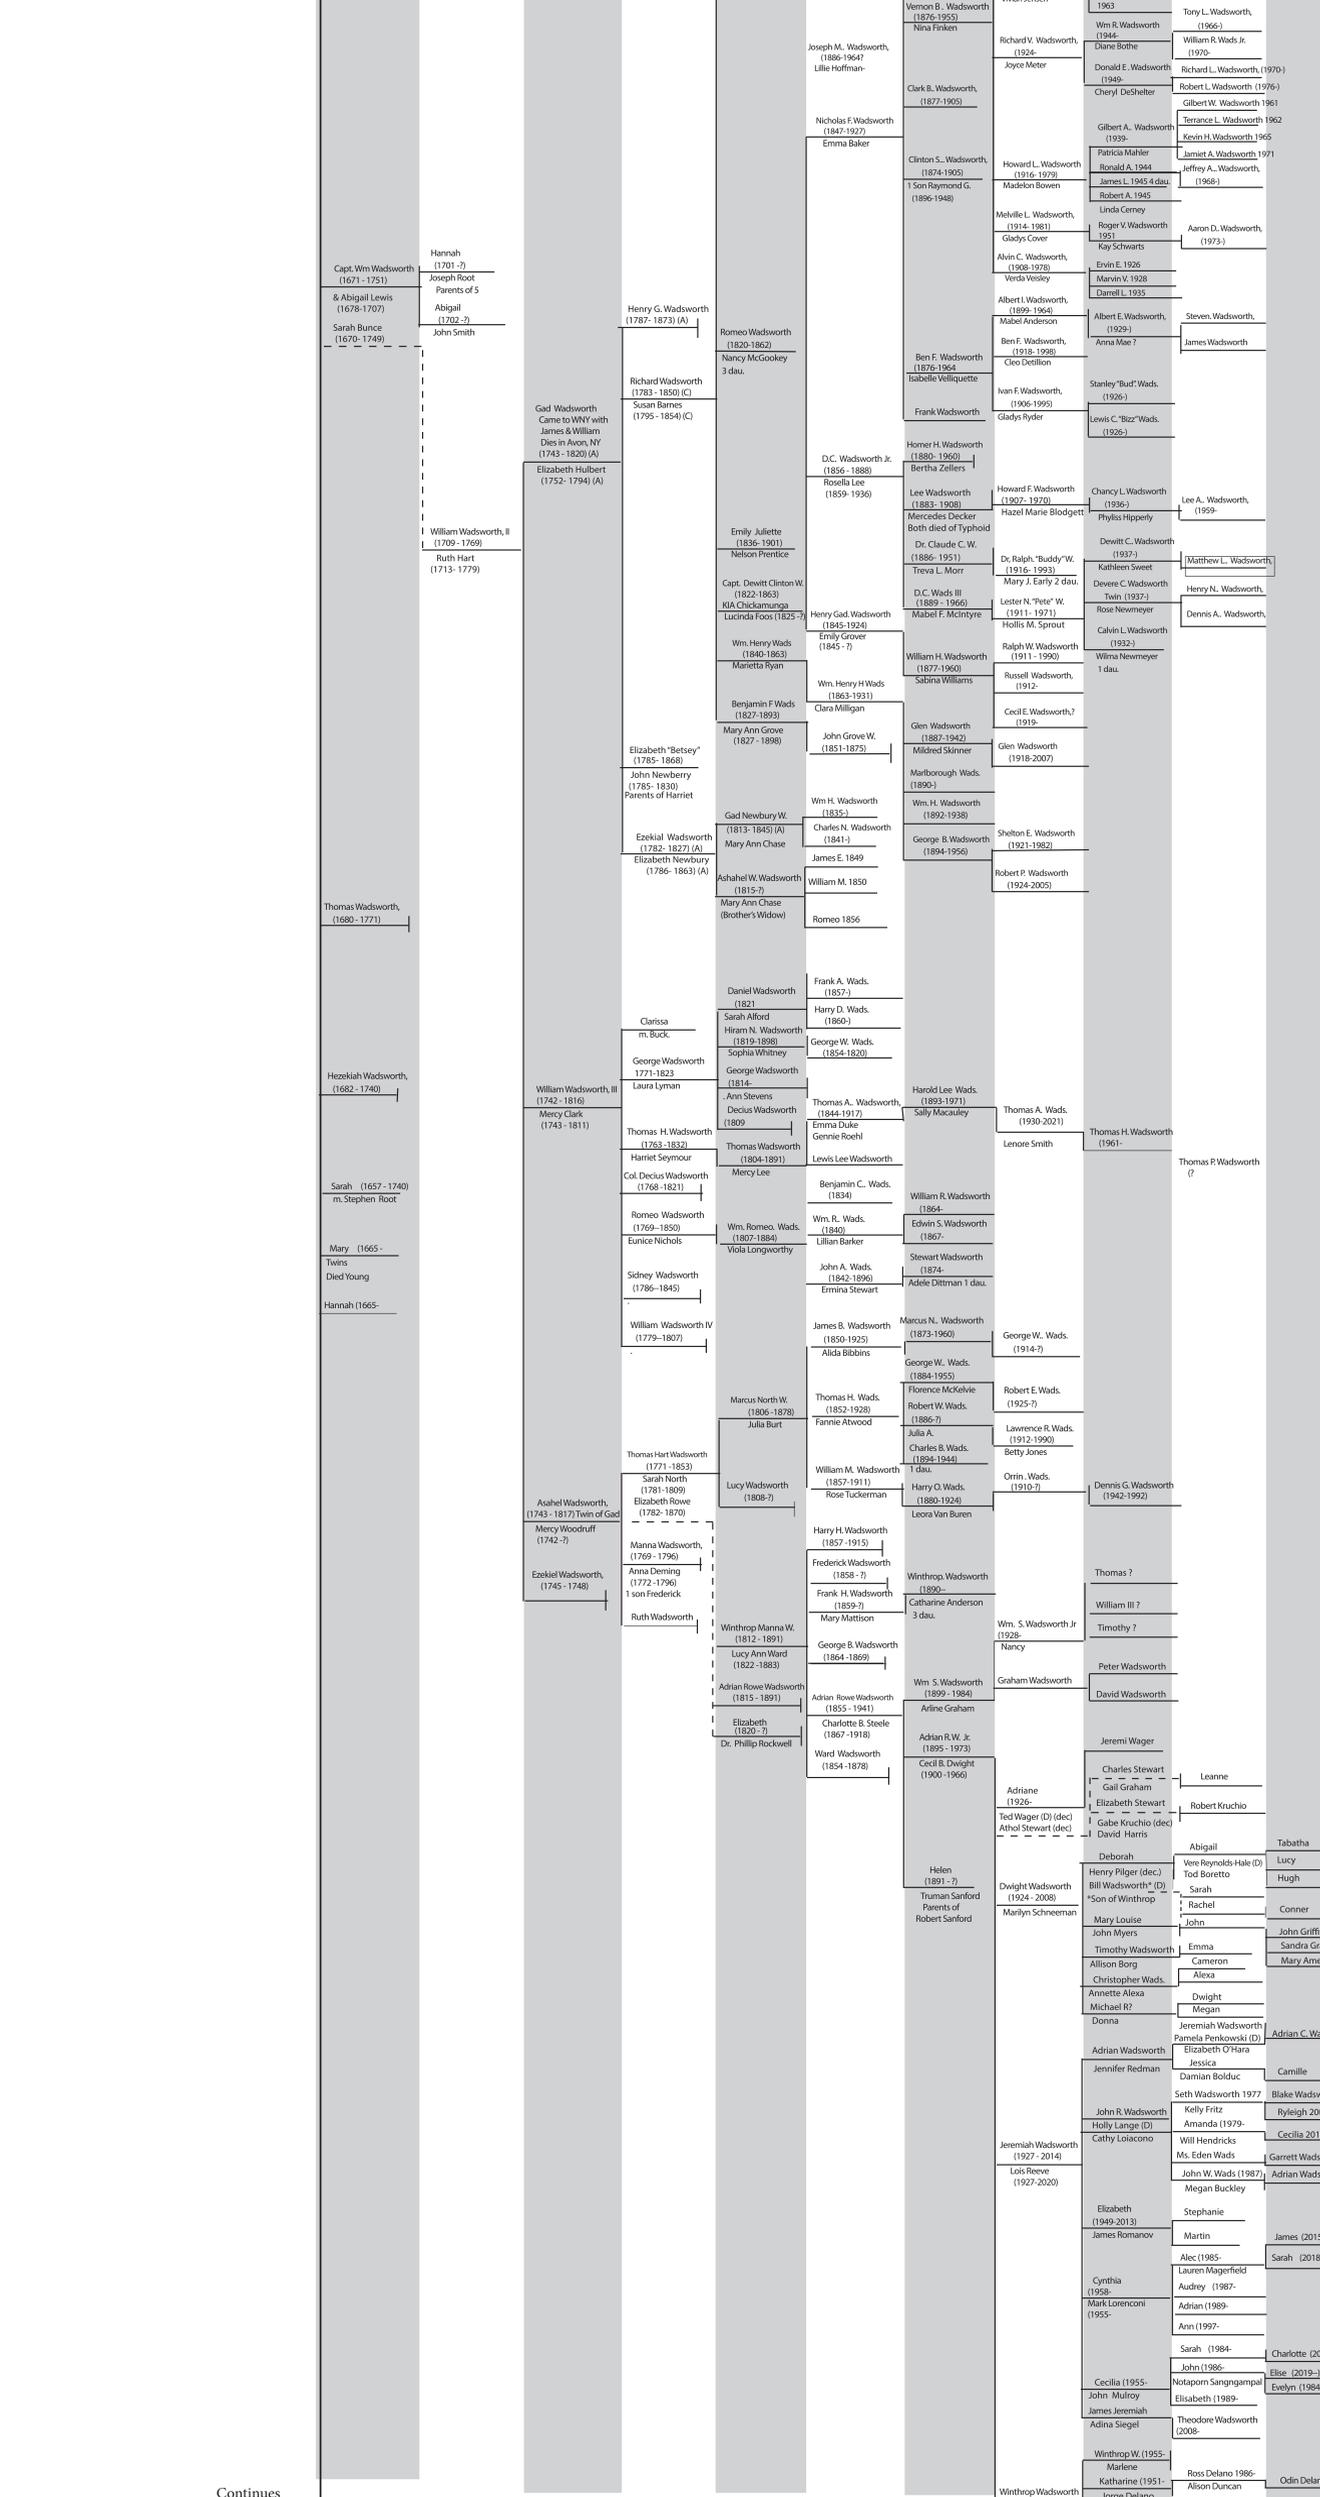 Capt. Wm Wadsworth
(1671 - 1751)
& Abigail Lewis
(1678-1707)
Sarah Bunce
(1670- 1749)
Thomas Wadsworth,
(1680 - 1771)
Hezekiah Wadsworth,
(1682 - 1740)
Sarah (1657 - 1740)
m. Stephen Root
Mary (1665 -
Twins
Died Young
Hannah (1665-
Continues
Hannah
(1701 -?)
Joseph Root
Parents of 5
Abigail
(1702 -?)
John Smith
William Wadsworth, II
(1709 - 1769)
Ruth Hart
(1713- 1779)
Gad Wadsworth
Came to WNY with
James & William
Dies in Avon, NY
(1743 - 1820) (A)
Elizabeth Hulbert
(1752- 1794) (A)
William Wadsworth, III
(1742 - 1816)
Mercy Clark
(1743 - 1811)
Asahel Wadsworth,
(1743 - 1817) Twin of Gad
Mercy Woodruff
(1742 -?)
Ezekiel Wadsworth,
(1745 - 1748)
Henry G. Wadsworth
(1787- 1873) (A)
Richard Wadsworth
(1783 - 1850) (C)
Susan Barnes
(1795 - 1854) (C)
Elizabeth "Betsey"
(1785- 1868)
John Newberry
(1785- 1830)
Parents of Harriet
Ezekial Wadsworth
(1782- 1827) (A)
Elizabeth Newbury
(1786- 1863) (A)
Clarissa
m. Buck.
George Wadsworth
1771-1823
Laura Lyman
Thomas H. Wadsworth
(1763 -1832)
Harriet Seymour
Col. Decius Wadsworth
(1768 -1821)
Romeo Wadsworth
(1769--1850)
Eunice Nichols
Sidney Wadsworth
(1786--1845)
William Wadsworth IV
(1779--1807)
Thomas Hart Wadsworth
(1771 -1853)
Sarah North
(1781-1809)
Elizabeth Rowe
(1782- 1870)
Manna Wadsworth,
(1769 - 1796)
Anna Deming
(1772 -1796)
1 son Frederick
Ruth Wadsworth
Romeo Wadsworth
(1820-1862)
Nancy McGookey
3 dau.
Emily Juliette
(1836- 1901)
Nelson Prentice
Capt. Dewitt Clinton W.
(1822-1863)
KIA Chickamunga
Lucinda Foos (1825 -?)
Wm. Henry Wads
(1840-1863)
Marietta Ryan
Benjamin F Wads
(1827-1893)
Mary Ann Grove
(1827 - 1898)
Gad Newbury W.
(1813- 1845) (A)
Mary Ann Chase
Ashahel W. Wadsworth
(1815-?)
Mary Ann Chase
(Brother's Widow)
Daniel Wadsworth
(1821
Sarah Alford
Hiram N. Wadsworth
(1819-1898)
Sophia Whitney
George Wadsworth
(1814-
. Ann Stevens
Decius Wadsworth
(1809
Thomas Wadsworth
(1804-1891)
Mercy Lee
Wm. Romeo. Wads.
(1807-1884)
Viola Longworthy
Marcus North W.
(1806 -1878)
Julia Burt
Lucy Wadsworth
(1808-?)
Winthrop Manna W.
(1812 - 1891)
Lucy Ann Ward
(1822 -1883)
Adrian Rowe Wadsworth
(1815 - 1891)
Elizabeth
(1820 - ?)
Dr. Phillip Rockwell
Joseph M.. Wadsworth,
(1886-1964?
Lillie Hoffman-
Nicholas F. Wadsworth
(1847-1927)
Emma Baker
D.C. Wadsworth Jr.
(1856 - 1888)
Rosella Lee
(1859- 1936)
Henry Gad. Wadsworth
(1845-1924)
Emily Grover
(1845 - ?)
Wm. Henry H Wads
(1863-1931)
Clara Milligan
John Grove W.
(1851-1875)
Wm H. Wadsworth
(1835-)
Charles N. Wadsworth
(1841-)
James E. 1849
William M. 1850
Romeo 1856
Frank A. Wads.
(1857-)
Harry D. Wads.
(1860-)
George W. Wads.
(1854-1820)
Thomas A.. Wadsworth,
(1844-1917)
Emma Duke
Gennie Roehl
Lewis Lee Wadsworth
Benjamin C.. Wads.
(1834)
Wm. R.. Wads.
(1840)
Lillian Barker
John A. Wads.
(1842-1896)
Ermina Stewart
James B. Wadsworth
(1850-1925)
Alida Bibbins
Thomas H. Wads.
(1852-1928)
Fannie Atwood
William M. Wadsworth
(1857-1911)
Rose Tuckerman
Harry H. Wadsworth
(1857 -1915)
Frederick Wadsworth
(1858 - ?)
Frank H. Wadsworth
(1859-?)
Mary Mattison
George B. Wadsworth
(1864 -1869)
Adrian Rowe Wadsworth
(1855 - 1941)
Charlotte B. Steele
(1867 -1918)
Ward Wadsworth
(1854 -1878)
Vernon B . Wadsworth
(1876-1955)
Nina Finken
Clark B.. Wadsworth,
(1877-1905)
Clinton S... Wadsworth,
(1874-1905)
1 Son Raymond G.
(1896-1948)
Ben F. Wadsworth
(1876-1964
Isabelle Velliquette
Frank Wadsworth
Homer H. Wadsworth
(1880- 1960)
Bertha Zellers
Lee Wadsworth
(1883- 1908)
Mercedes Decker
Both died of Typhoid
Dr. Claude C. W.
(1886- 1951)
Treva L. Morr
D.C. Wads III
(1889 - 1966)
Mabel F. McIntyre
William H. Wadsworth
(1877-1960)
Sabina Williams
Glen Wadsworth
(1887-1942)
Mildred Skinner
Marlborough Wads.
(1890-)
Wm. H. Wadsworth
(1892-1938)
George B. Wadsworth
(1894-1956)
Harold Lee Wads.
(1893-1971)
Sally Macauley
William R. Wadsworth
(1864-
Edwin S. Wadsworth
(1867-
Stewart Wadsworth
(1874-
Adele Dittman 1 dau.
Marcus N.. Wadsworth
(1873-1960)
George W.. Wads.
(1884-1955)
Florence McKelvie
Robert W. Wads.
(1886-?)
Julia A.
Charles B. Wads.
(1894-1944)
1 dau.
Harry O. Wads.
(1880-1924)
Leora Van Buren
Winthrop. Wadsworth
(1890--
Catharine Anderson
3 dau.
Wm S. Wadsworth
(1899 - 1984)
Arline Graham
Adrian R.W. Jr.
(1895 - 1973)
Cecil B. Dwight
(1900 -1966)
Helen
(1891 - ?)
Truman Sanford
Parents of
Robert Sanford
Richard V. Wadsworth,
(1924-
Joyce Meter
Howard L.. Wadsworth
(1916- 1979)
Madelon Bowen
Melville L. Wadsworth,
(1914- 1981)
Gladys Cover
Alvin C. Wadsworth,
(1908-1978)
Verda Veisley
Albert I. Wadsworth,
(1899- 1964)
Mabel Anderson
Ben F. Wadsworth,
(1918- 1998)
Cleo Detillion
Ivan F. Wadsworth,
(1906-1995)
Gladys Ryder
Howard F. Wadsworth
(1907- 1970)
Hazel Marie Blodgett
Dr, Ralph. "Buddy" W.
(1916- 1993)
Mary J. Early 2 dau.
Lester N. "Pete" W.
(1911- 1971)
Hollis M. Sprout
Ralph W. Wadsworth
(1911 - 1990)
Russell Wadsworth,
(1912-
Cecil E. Wadsworth,?
(1919-
Glen Wadsworth
(1918-2007)
Shelton E. Wadsworth
(1921-1982)
Robert P. Wadsworth
(1924-2005)
Thomas A. Wads.
(1930-2021)
Lenore Smith
George W.. Wads.
(1914-?)
Robert E. Wads.
(1925-?)
Lawrence R. Wads.
(1912-1990)
Betty Jones
Orrin . Wads.
(1910-?)
Wm. S. Wadsworth Jr
(1928-
Nancy
Graham Wadsworth
Adriane
(1926-
Ted Wager (D) (dec)
Athol Stewart (dec)
Dwight Wadsworth
(1924 - 2008)
Marilyn Schneeman
Jeremiah Wadsworth
(1927 - 2014)
Lois Reeve
(1927-2020)
Winthrop Wadsworth
1963
Wm R. Wadsworth
(1944-
Diane Bothe
Donald E . Wadsworth
(1949-
Cheryl DeShelter
Gilbert A.. Wadsworth
(1939-
Patricia Mahler
Ronald A. 1944
James L. 1945 4 dau.
Robert A. 1945
Linda Cerney
Roger V. Wadsworth
1951
Kay Schwarts
Ervin E. 1926
Marvin V. 1928
Darrell L. 1935
Albert E. Wadsworth,
(1929-)
Anna Mae ?
Stanley "Bud". Wads.
(1926-)
Lewis C. "Bizz" Wads.
(1926-)
Chancy L. Wadsworth
(1936-)
Phyliss Hipperly
Dewitt C.. Wadsworth
(1937-)
Kathleen Sweet
Devere C. Wadsworth
Twin (1937-)
Rose Newmeyer
Calvin L. Wadsworth
(1932-)
Wilma Newmeyer
1 dau.
Thomas H. Wadsworth
(1961-
Dennis G. Wadsworth
(1942-1992)
Thomas ?
William III ?
Timothy ?
Peter Wadsworth
David Wadsworth
Jeremi Wager
Charles Stewart
Gail Graham
Elizabeth Stewart
Gabe Kruchio (dec)
David Harris
Deborah
Henry Pilger (dec.)
Bill Wadsworth* (D)
*Son of Winthrop
Mary Louise
John Myers
Timothy Wadsworth
Allison Borg
Christopher Wads.
Annette Alexa
Michael R?
Donna
Adrian Wadsworth
Jennifer Redman
John R. Wadsworth
Holly Lange (D)
Cathy Loiacono
Elizabeth
(1949-2013)
James Romanov
Cynthia
(1958-
Mark Lorenconi
(1955-
Cecilia (1955-
John Mulroy
James Jeremiah
Adina Siegel
Winthrop W. (1955-
Marlene
Katharine (1951-
Jorge Delano
Tony L.. Wadsworth,
(1966-)
William R. Wads Jr.
(1970-
Richard L.. Wadsworth, (1970-)
Robert L. Wadsworth (1976-)
Gilbert W. Wadsworth 1961
Terrance L. Wadsworth 1962
Kevin H. Wadsworth 1965
Jamiet A. Wadsworth 1971
Jeffrey A... Wadsworth,
(1968-)
Aaron D.. Wadsworth,
(1973-)
Steven. Wadsworth,
James Wadsworth
Lee A.. Wadsworth,
(1959-
Matthew L.. Wadsworth,
Henry N.. Wadsworth,
Dennis A.. Wadsworth,
Thomas P. Wadsworth
(?
Leanne
Robert Kruchio
Abigail
Vere Reynolds-Hale (D)
Tod Boretto
Sarah
Rachel
John
Emma
Cameron
Alexa
Dwight
Megan
Jeremiah Wadsworth
Pamela Penkowski (D)
Elizabeth O'Hara
Jessica
Damian Bolduc
Seth Wadsworth 1977
Kelly Fritz
Amanda (1979-
Will Hendricks
Ms. Eden Wads
John W. Wads (1987)
Megan Buckley
Stephanie
Martin
Alec (1985-
Lauren Magerfield
Audrey (1987-
Adrian (1989-
Ann (1997-
Sarah (1984-
John (1986-
Notaporn Sangngampal
Elisabeth (1989-
Theodore Wadsworth
(2008-
Ross Delano 1986-
Alison Duncan
Tabatha
Lucy
Hugh
Conner
John Griffi
Sandra Gr
Mary Ame
Adrian C. Wa
Camille
Blake Wadsw
Ryleigh 20
Cecilia 201
Garrett Wads
Adrian Wads
James (2015
Sarah (2018
Charlotte (20
Elise (2019--)
Evelyn (1984
Odin Delan